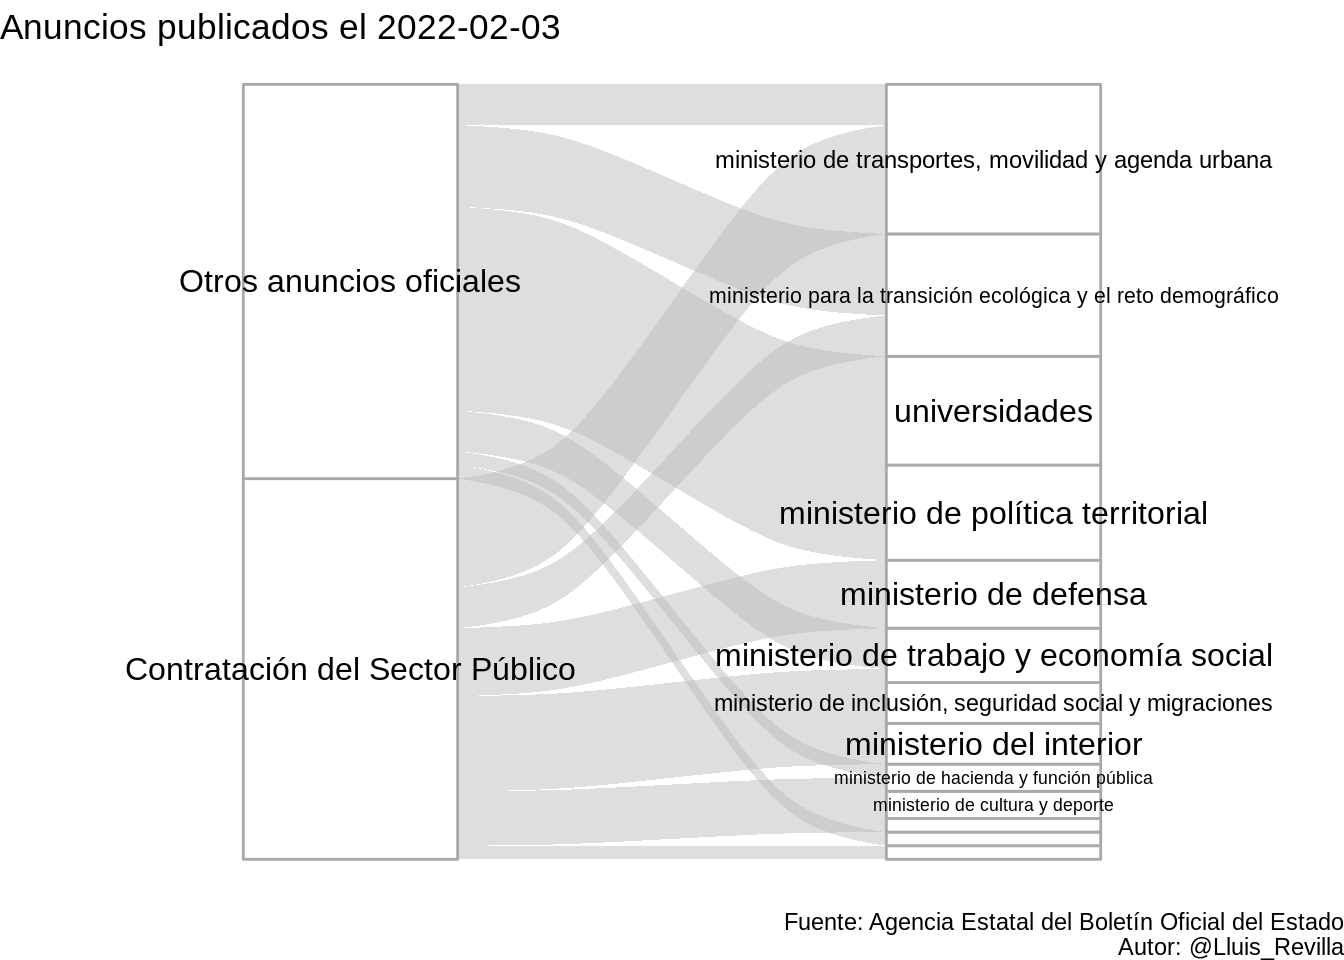 Anuncios publicados el 2022-02-03
ministerio de transportes, movilidad y agenda urbana
Otros anuncios oficiales
ministerio para la transición ecológica y el reto demográfico
universidades
ministerio de política territorial
ministerio de defensa
ministerio de trabajo y economía social
Contratación del Sector Público
ministerio de inclusión, seguridad social y migraciones
ministerio del interior
ministerio de hacienda y función pública
ministerio de cultura y deporte
Fuente: Agencia Estatal del Boletín Oficial del Estado
Autor: @Lluis_Revilla